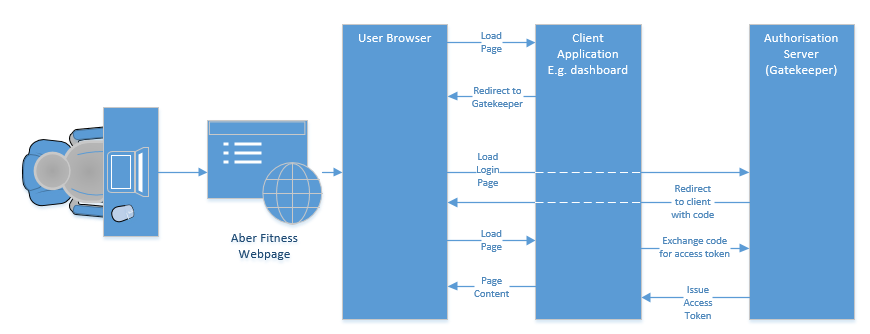 User Browser
Load
Page
Client
Application
E.g. dashboard
Authorisation
Server
(Gatekeeper)
Redirect to
Gatekeeper
Load
Login
Page
Redirect
to client
with code
Aber Fitness
Webpage
Load
Page
Exchange code
for access token
Page
Content
Issue
Access
Token